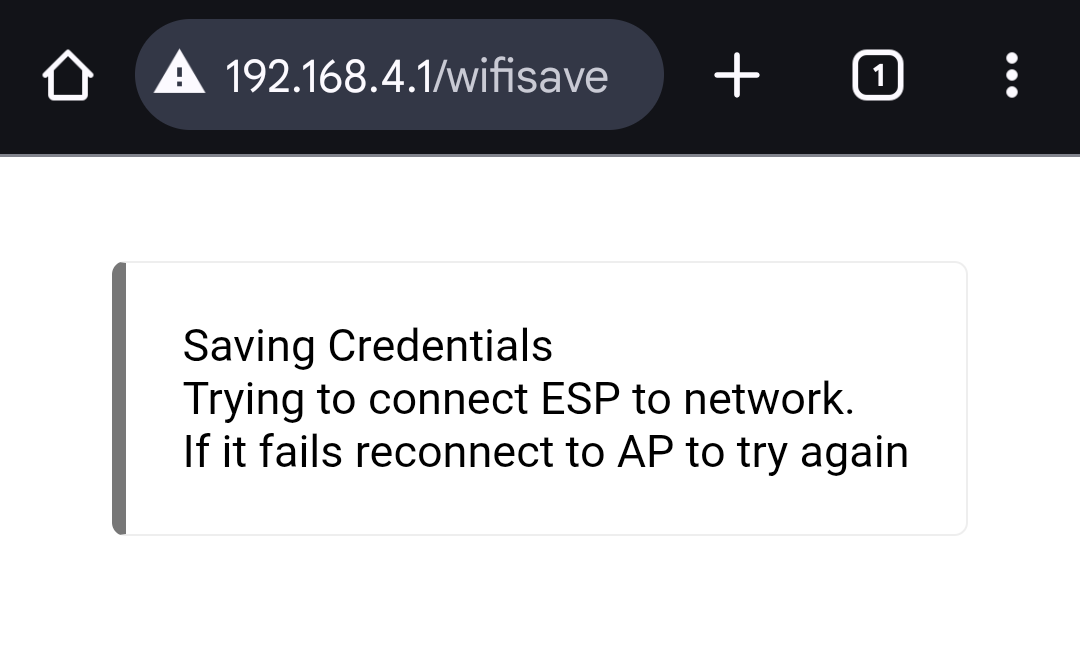 192.168.4.1/wifisave
1
Saving Credentials
Trying to connect ESP to network.
If it fails reconnect to AP to try again